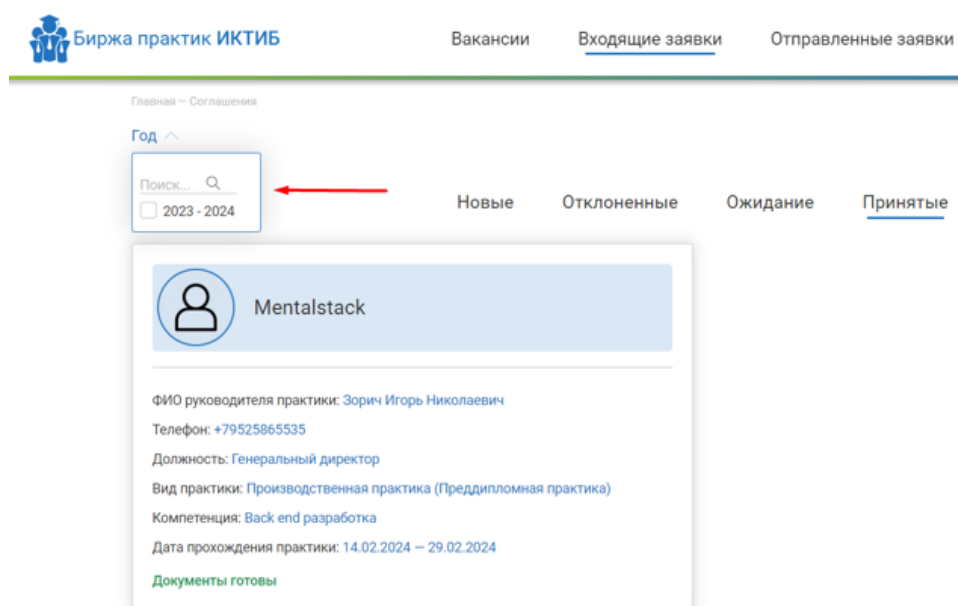 Биржа практик ИКТИБ
Вакансии
Входящие заявки
Отправленные заявки
Главная — Соглашения
Год
Поиск...
2023 - 2024
Новые
Отклоненные
Ожидание
Принятые
Mentalstack
ФИО руководителя практики: Зорич Игорь Николаевич
Телефон: +79525865535
Должность: Генеральный директор
Вид практики: Производственная практика (Преддипломная практика)
Компетенция: Back end разработка
Дата прохождения практики: 14.02.2024 — 29.02.2024
Документы готовы